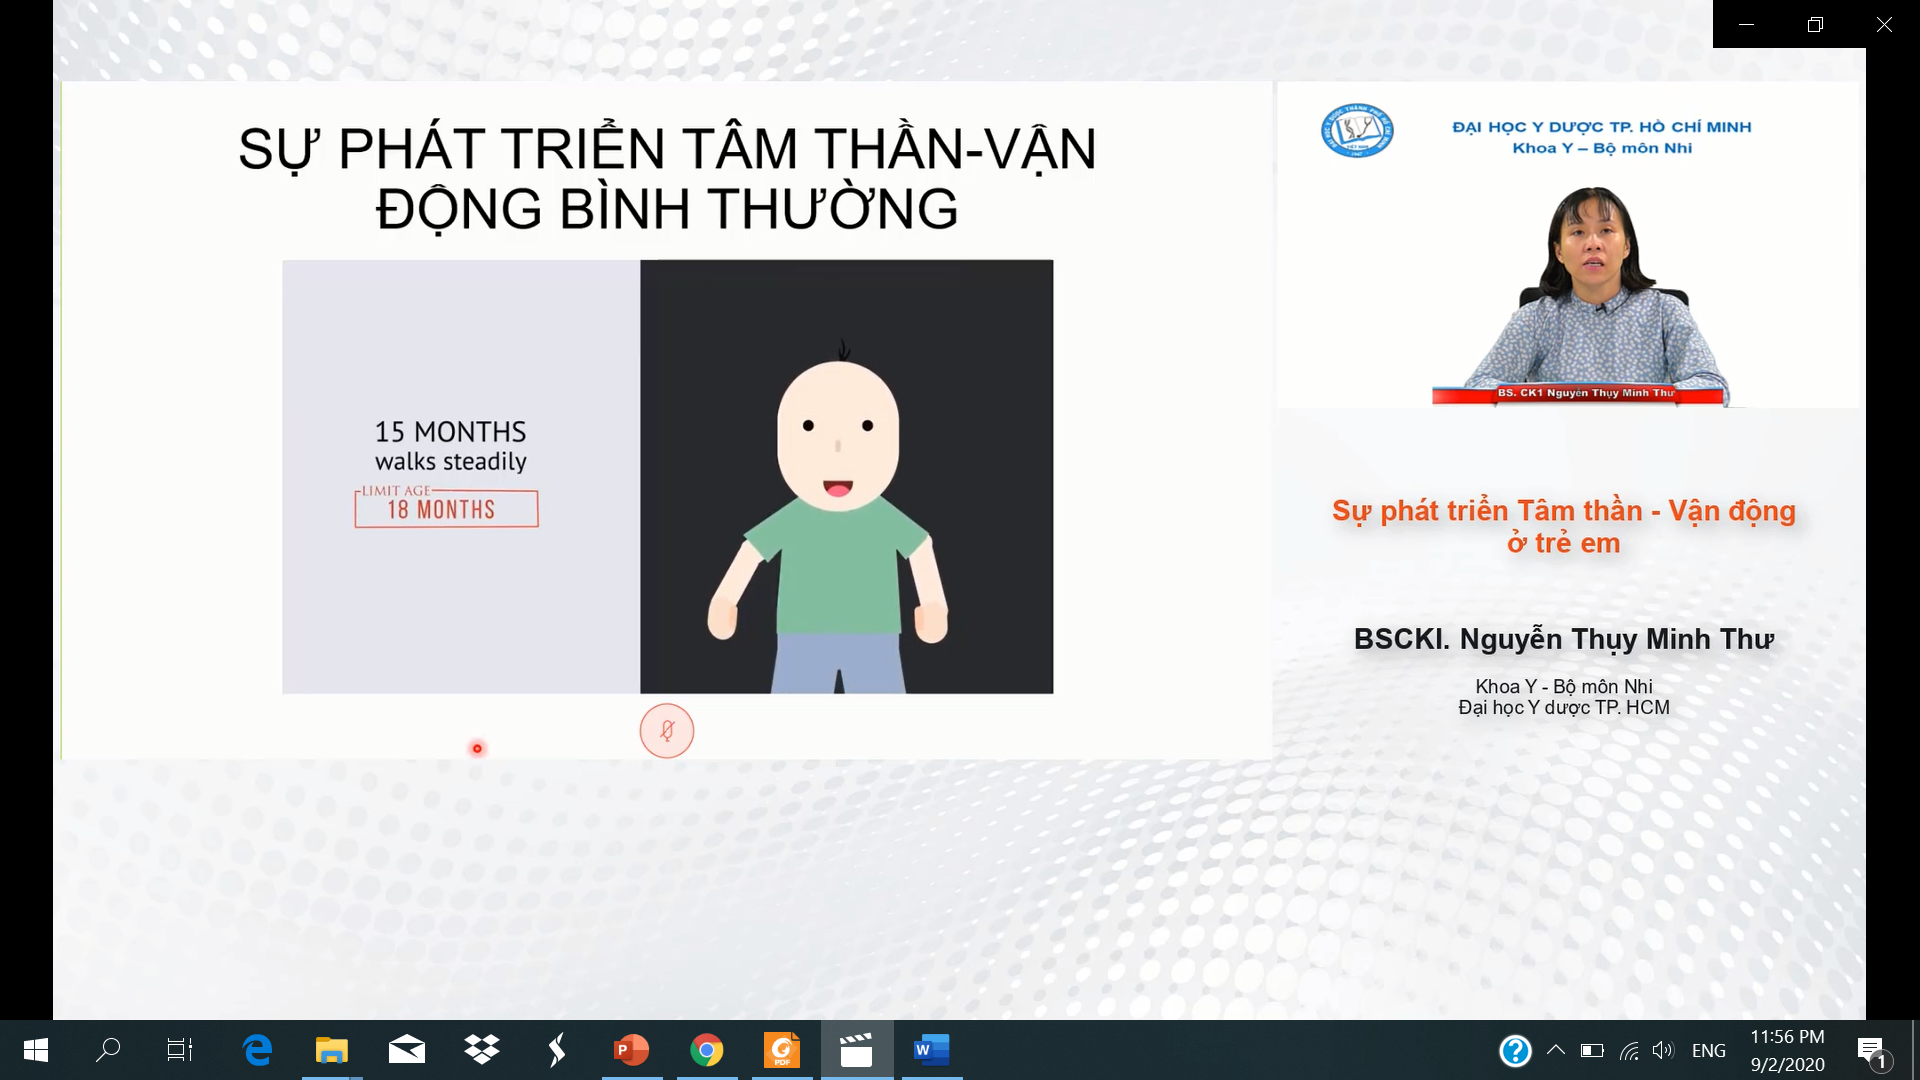 SỰ PHÁT TRIỂN TÂM THẦN-VẬN
ĐỘNG BÌNH THƯỜNG
15 MONTHS
walks steadily
LIMIT AGE
18 MONTHS
ĐẠI HỌC Y DƯỢC TP. HỒ CHÍ MINH
Khoa Y – Bộ môn Nhi
BS. CK1 Nguyễn Thụy Minh Thư
Sự phát triển Tâm thần - Vận động
ở trẻ em
BSCKI. Nguyễn Thụy Minh Thư
Khoa Y - Bộ môn Nhi
Đại học Y dược TP. HCM
P
PDF
W
?
ENG
11:56 PM
9/2/2020
1